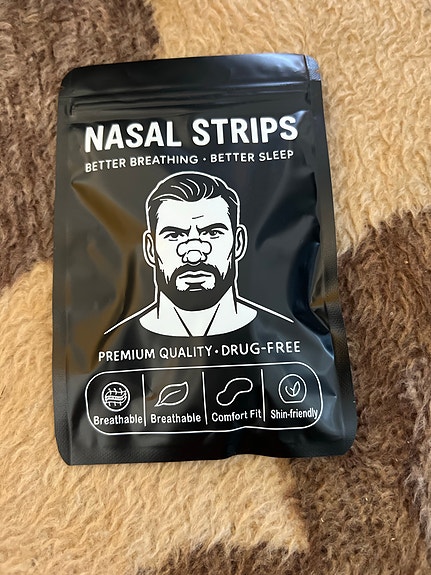 NASAL STRIPS
BETTER BREATHING · BETTER SLEEP
PREMIUM QUALITY · DRUG-FREE
Breathable Breathable Comfort Fit Shin-friendly